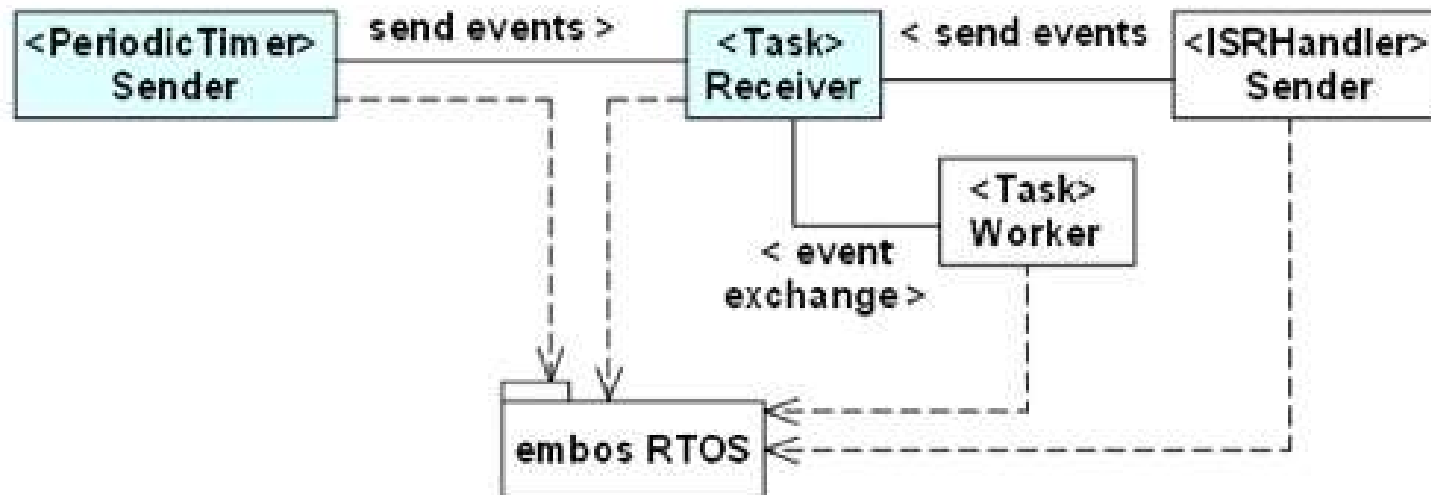 <PeriodicTimer>
Sender
send events >
<Task>
Receiver
< send events
<ISRHandler>
Sender
<Task>
Worker
< event
exchange >
embos RTOS